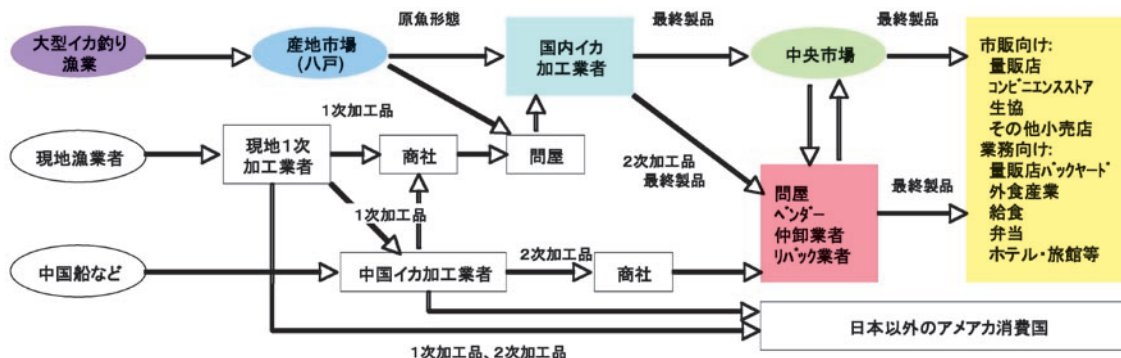 原魚形態
最終製品
最終製品
大型イカ釣り
漁業
産地市場
(八戸)
国内イカ
加工業者
中央市場
市販向け:
量販店
コンビニエンスストア
生協
その他小売店
業務向け:
量販店バックヤード
外食産業
給食
弁当
ホテル・旅館等
1次加工品
現地漁業者
現地1次
加工業者
商社
問屋
2次加工品
最終製品
問屋
ベンダー
仲卸業者
リパック業者
最終製品
1次加工品
中国船など
中国イカ加工業者
2次加工品
商社
日本以外のアメアカ消費国
1次加工品、2次加工品